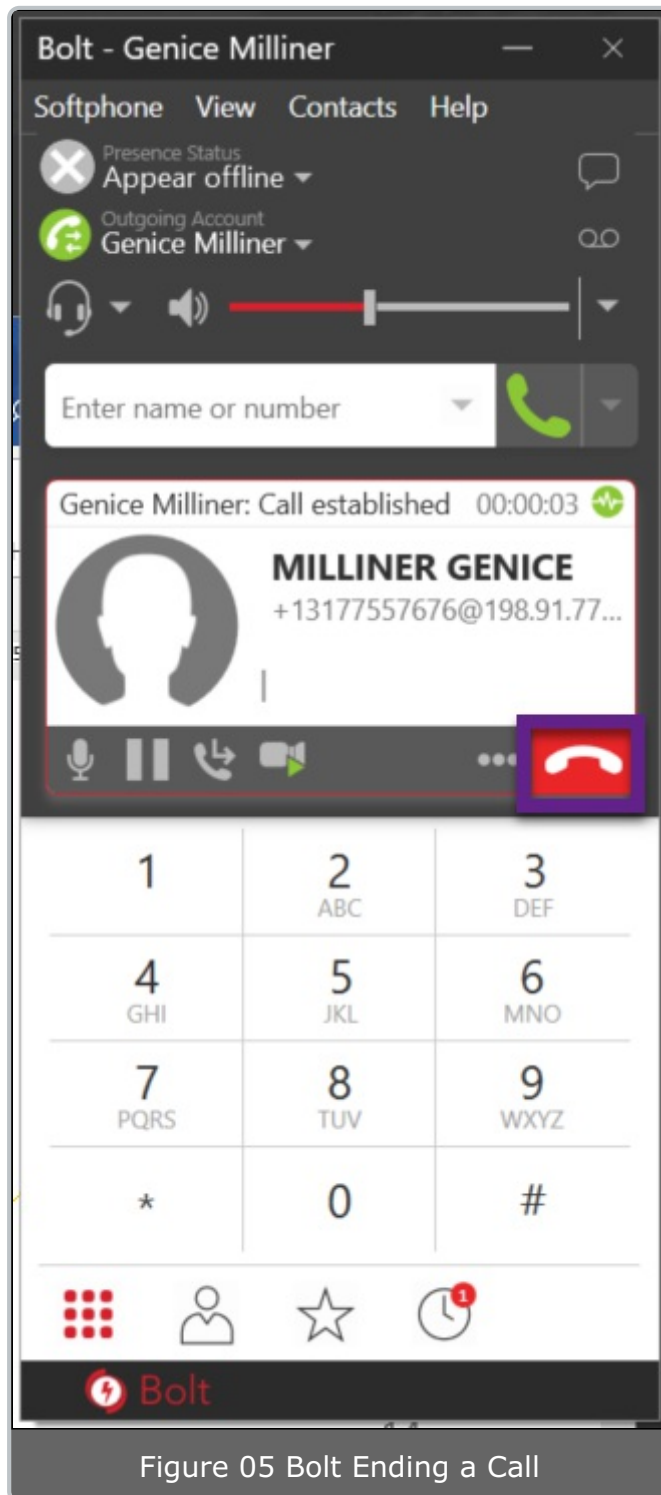 Bolt - Genice Milliner
Softphone View Contacts Help
Presence Status
Appear offline
Outgoing Account
Genice Milliner
Enter name or number
Genice Milliner: Call established 00:00:03
MILLINER GENICE
+13177557676@198.91.77...
1 2 3
ABC DEF
4 5 6
GHI JKL MNO
7 8 9
PQRS TUV WXYZ
* 0 #
1
Bolt
Figure 05 Bolt Ending a Call